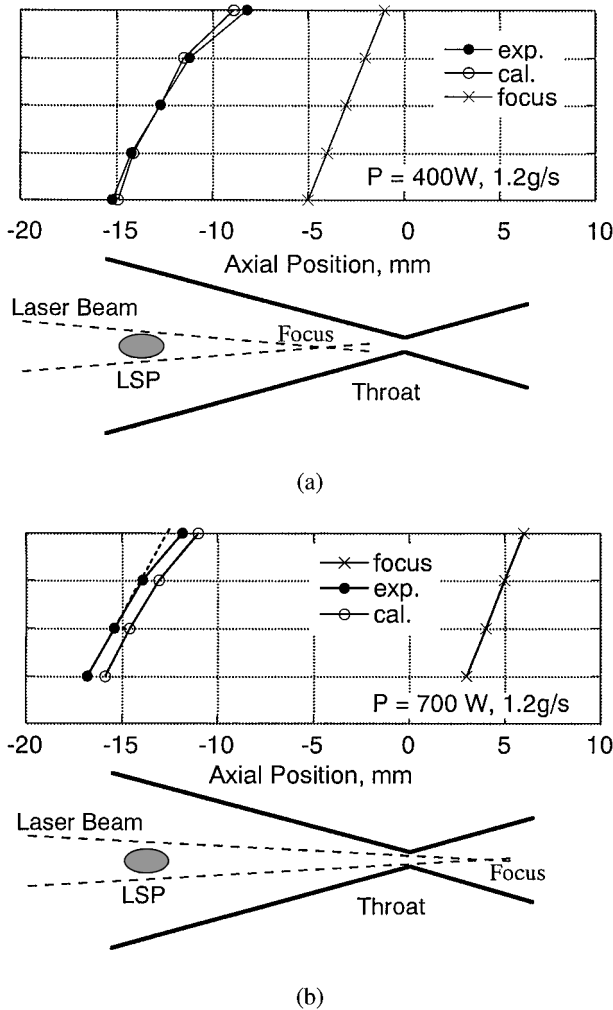 exp.
cal.
focus
P = 400W, 1.2g/s
-20 -15 -10 -5 0 5 10
Axial Position, mm
Laser Beam
Focus
LSP
Throat
(a)
focus
exp.
cal.
P = 700 W, 1.2g/s
-20 -15 -10 -5 0 5 10
Axial Position, mm
Laser Beam
Focus
LSP
Throat
(b)